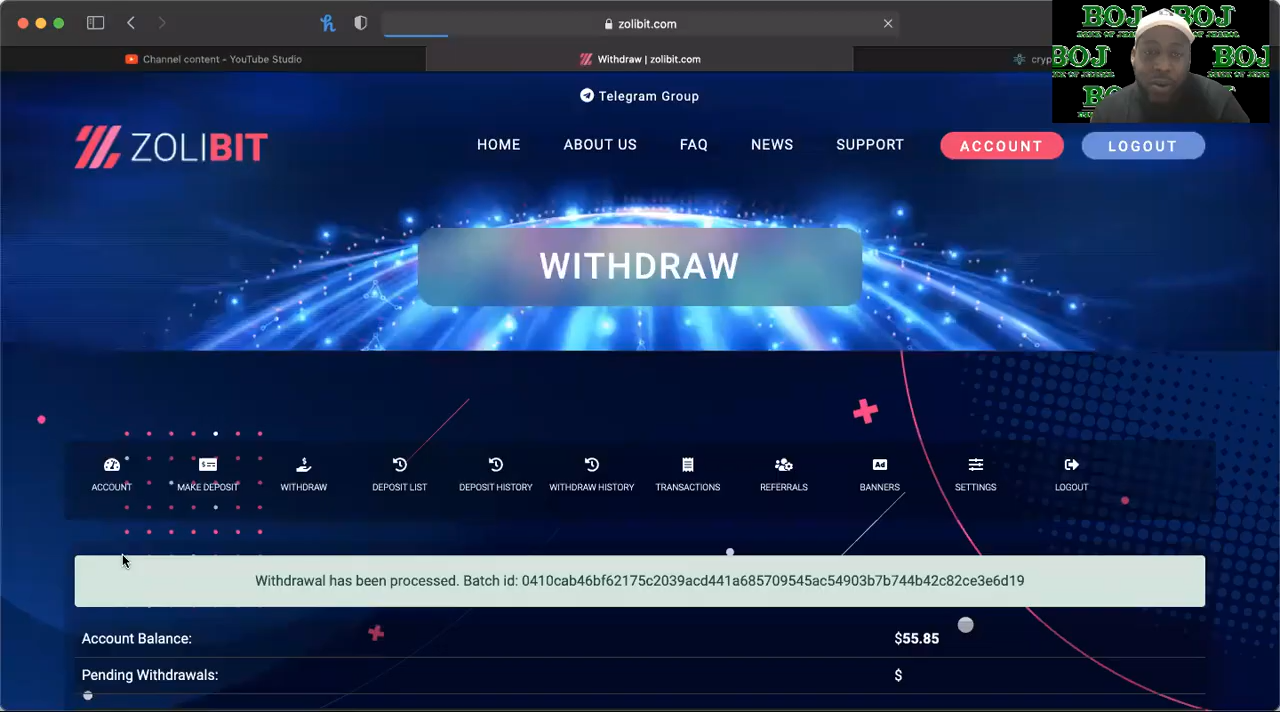 zolibit.com
Channel content - YouTube Studio
Withdraw | zolibit.com
BOJ BOJ
BOJ BOJ
Telegram Group
ZOLIBIT
HOME
ABOUT US
FAQ
NEWS
SUPPORT
ACCOUNT
LOGOUT
WITHDRAW
ACCOUNT
MAKE DEPOSIT
WITHDRAW
DEPOSIT LIST
DEPOSIT HISTORY
WITHDRAW HISTORY
TRANSACTIONS
REFERRALS
Ad
BANNERS
SETTINGS
LOGOUT
Withdrawal has been processed. Batch id: 0410cab46bf62175c2039acd441a685709545ac54903b7b744b42c82ce3e6d19
Account Balance: $55.85
Pending Withdrawals: $